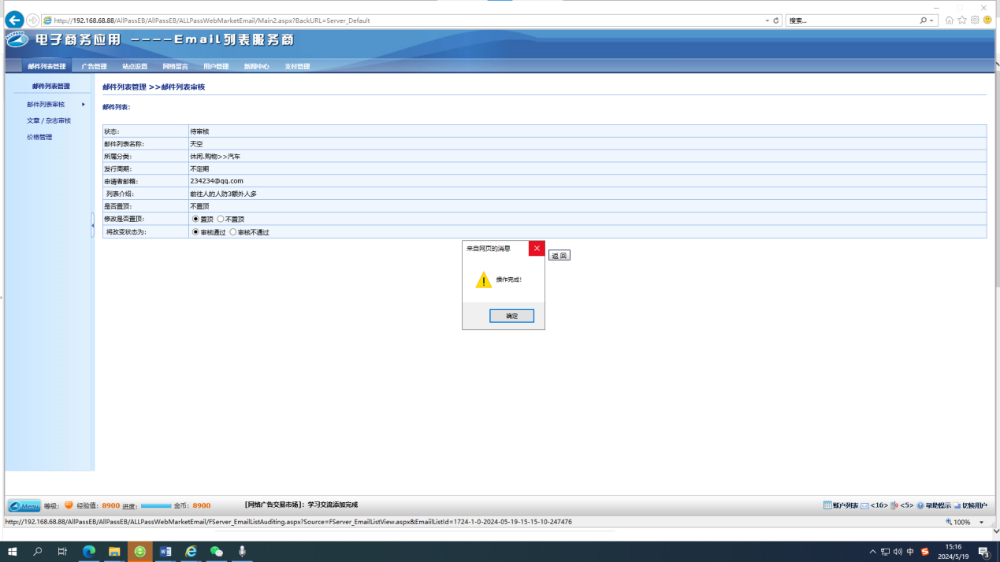 http://192.168.68.88/AllPassEB/AllPassEB/ALLPassWebMarketEmail/Main2.aspx?BackURL=Server_Default
搜索...
电子商务应用 ----Email列表服务商
邮件列表管理 广告管理 站点设置 网络留言 用户管理 新闻中心 支付管理
邮件列表管理
邮件列表审核
文章 / 杂志审核
价格管理
邮件列表管理 >>邮件列表审核
邮件列表:
状态: 待审核
邮件列表名称: 天空
所属分类: 休闲.购物>>汽车
发行周期: 不定期
申请者邮箱: 234234@qq.com
列表介绍: 前往人的人防3额外人多
是否置顶: 不置顶
修改是否置顶: 置顶 不置顶
将改变状态为: 审核通过 审核不通过
来自网页的消息
返 回
操作完成!
确定
Menu 等级: 经验值: 8900 进度: 金币: 8900 [网络广告交易市场]: 学习交流添加完成 账户列表 <16> <5> 帮助提示 切换用户
http://192.168.68.88/AllPassEB/AllPassEB/ALLPassWebMarketEmail/FServer_EmailListAuditing.aspx?Source=FServer_EmailListView.aspx&EmaiilListId=1724-1-0-2024-05-19-15-15-10-247476 100%
中 15:16
2024/5/19 3